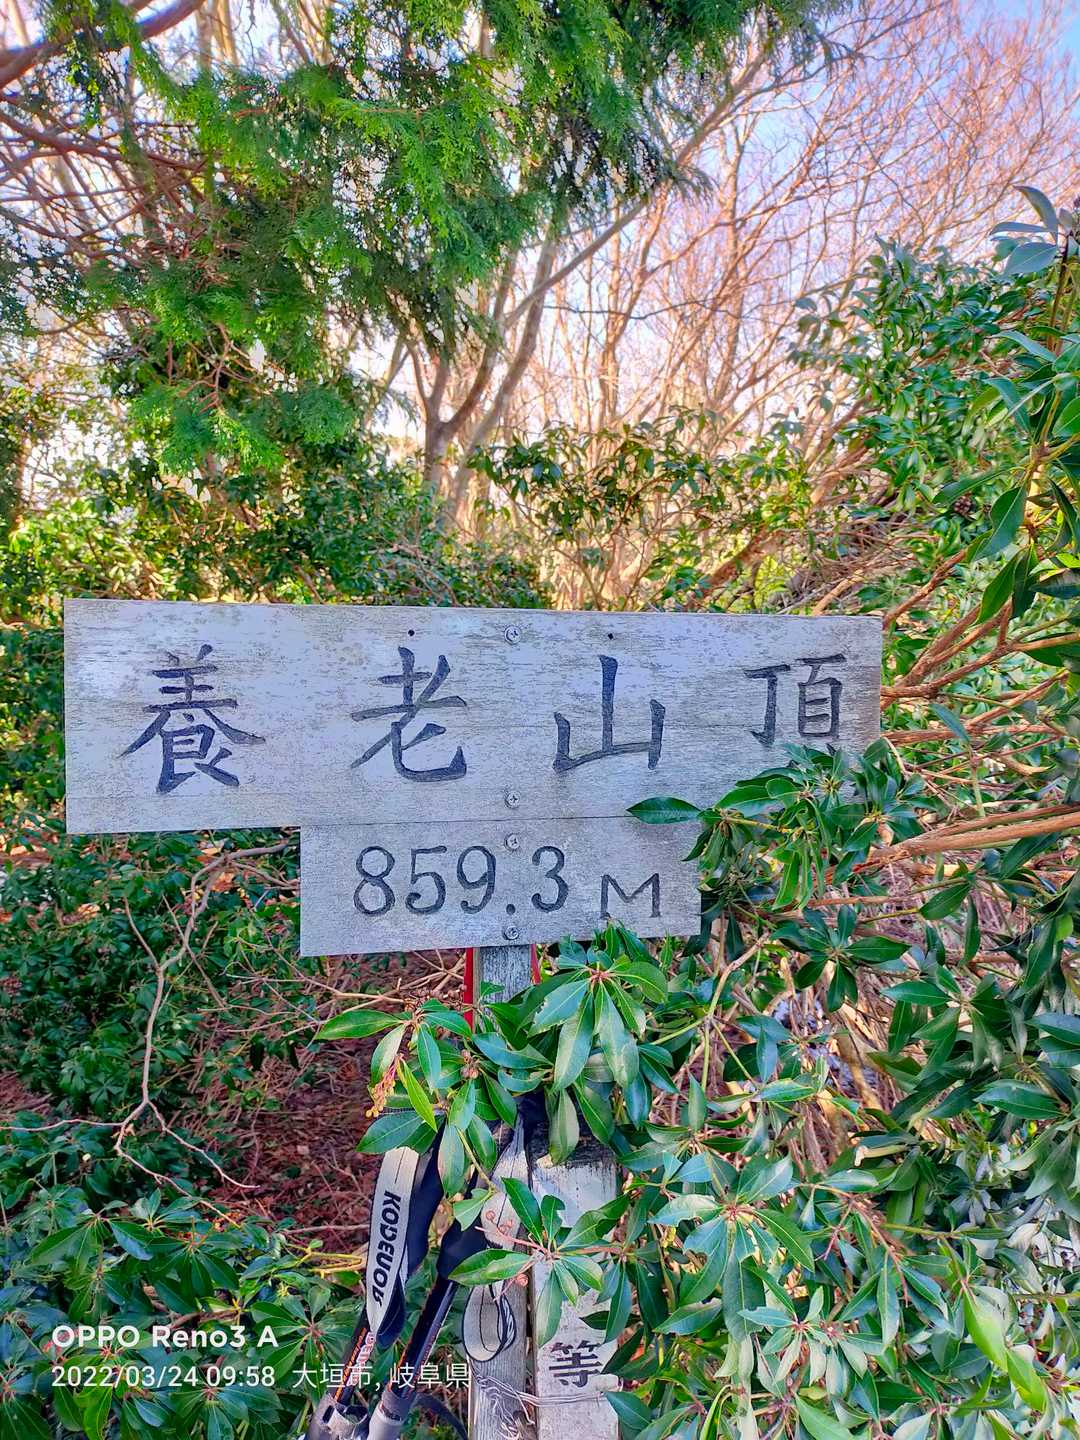 養老山頂
859.3M
KODENOR
等
OPPO Reno3 A
2022/03/24 09:58 大垣市, 岐阜県